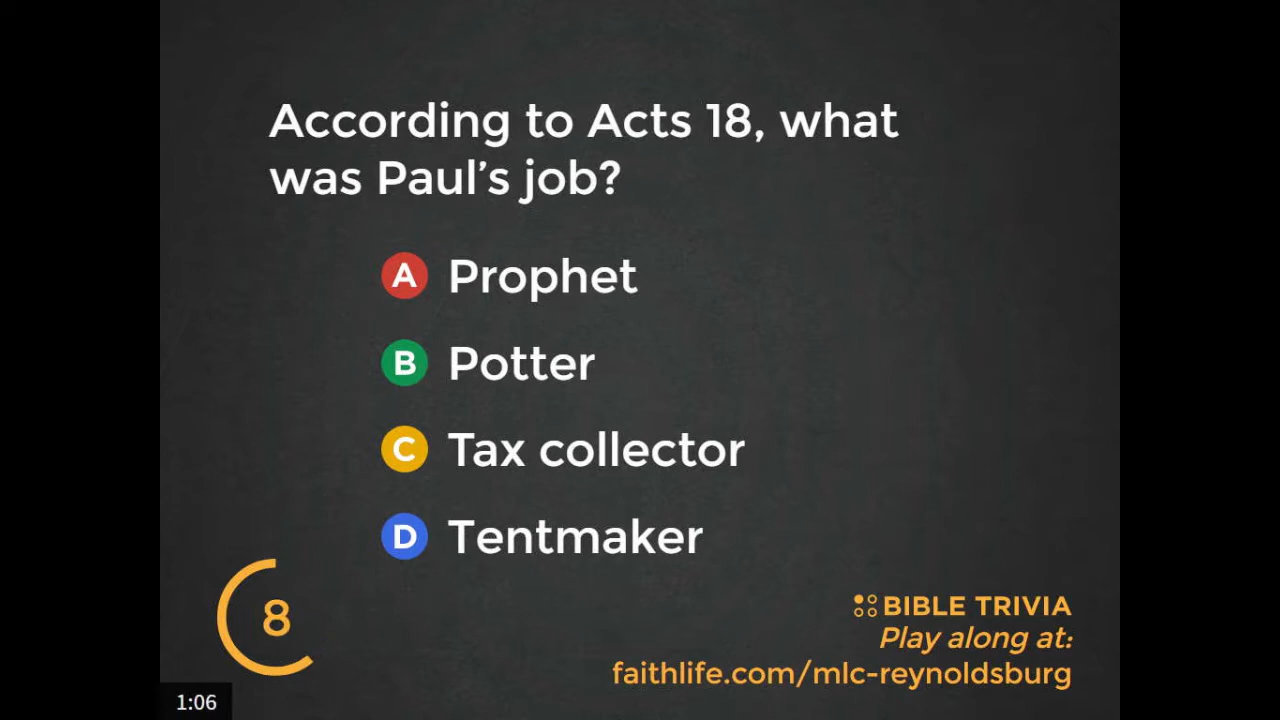 According to Acts 18, what
was Paul’s job?
A Prophet
B Potter
C Tax collector
D Tentmaker
8
BIBLE TRIVIA
Play along at:
faithlife.com/mlc-reynoldsburg
1:06